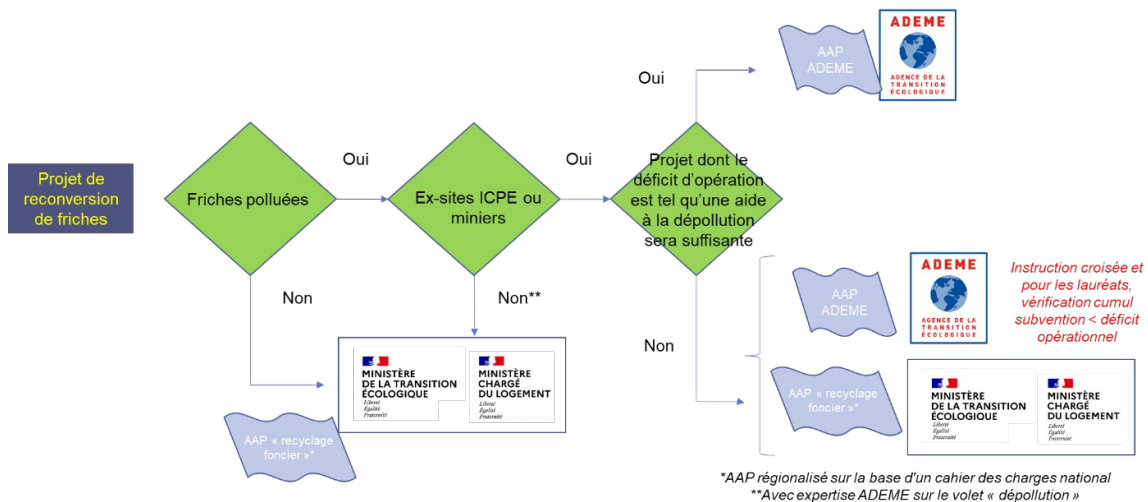 AAP
ADEME
ADEME
AGENCE DE LA
TRANSITION
ÉCOLOGIQUE
Oui
Projet de
reconversion
de friches
Friches polluées
Oui
Ex-sites ICPE ou
miniers
Oui
Projet dont le
déficit d'opération
est tel qu'une aide
à la dépollution
sera suffisante
Non
Non**
Non
MINISTÈRE
DE LA TRANSITION
ÉCOLOGIQUE
Liberté
Égalité
Fraternité
MINISTÈRE
CHARGÉ
DU LOGEMENT
Liberté
Égalité
Fraternité
AAP « recyclage
foncier »*
AAP
ADEME
ADEME
AGENCE DE LA
TRANSITION
ÉCOLOGIQUE
Instruction croisée et
pour les lauréats,
vérification cumul
subvention < déficit
opérationnel
AAP « recyclage
foncier »*
MINISTÈRE
DE LA TRANSITION
ÉCOLOGIQUE
Liberté
Égalité
Fraternité
MINISTÈRE
CHARGÉ
DU LOGEMENT
Liberté
Égalité
Fraternité
*AAP régionalisé sur la base d'un cahier des charges national
**Avec expertise ADEME sur le volet « dépollution »